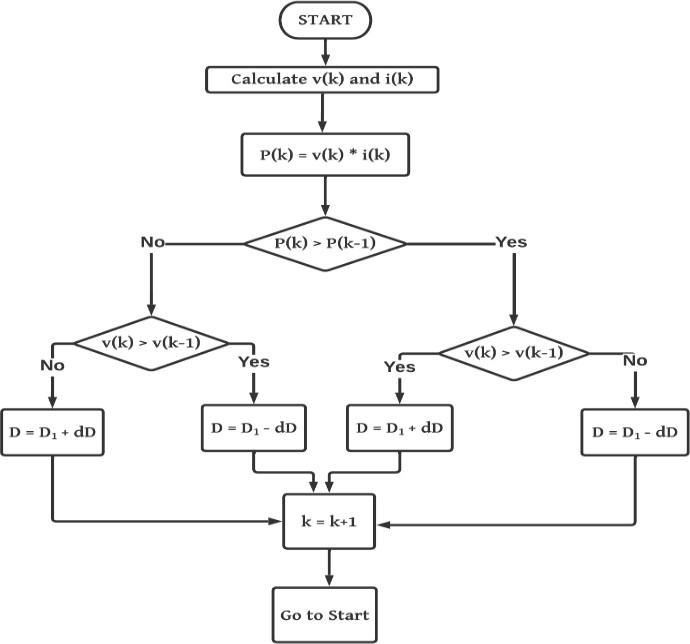 START
Calculate v(k) and i(k)
P(k) = v(k) * i(k)
P(k) > P(k-1)
No
Yes
v(k) > v(k-1)
No
Yes
v(k) > v(k-1)
Yes
No
D = D₁ + dD
D = D₁ - dD
D = D₁ + dD
D = D₁ - dD
k = k+1
Go to Start